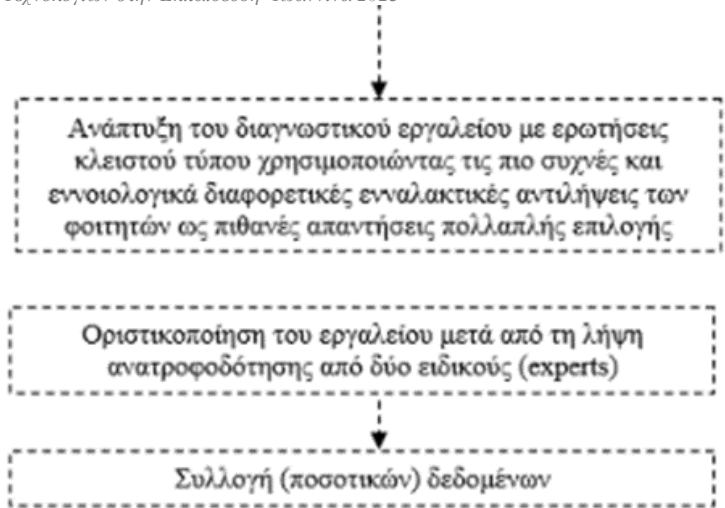 Ανάπτυξη του διαγνωστικού εργαλείου με ερωτήσεις
κλειστού τύπου χρησιμοποιώντας τις πιο συχνές και
εννοιολογικά διαφορετικές ενναλακτικές αντιλήψεις των
φοιτητών ως πιθανές απαντήσεις πολλαπλής επιλογής
Οριστικοποίηση του εργαλείου μετά από τη λήψη
ανατροφοδότησης από δύο ειδικούς (experts)
Συλλογή (ποσοτικών) δεδομένων